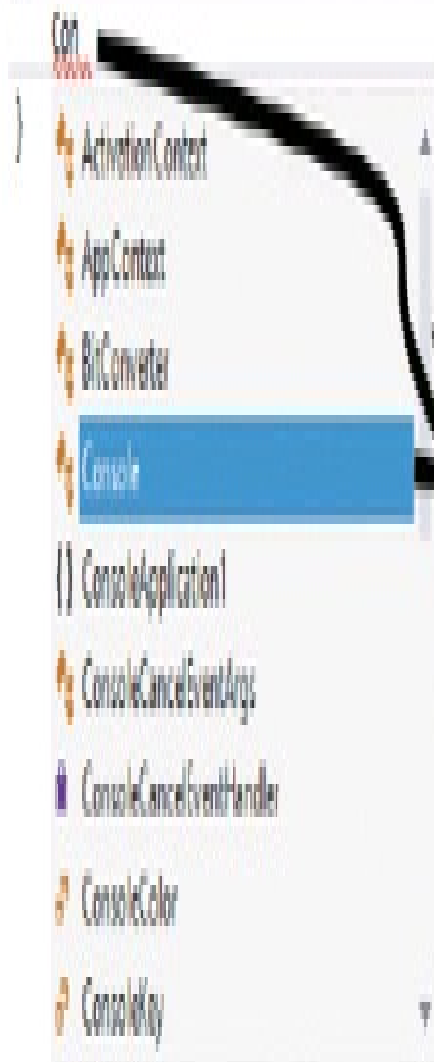 Con
}
ActivationContext
AppContext
BitConverter
Console
{ } ConsoleApplication1
ConsoleCancelEventArgs
ConsoleCancelEventHandler
ConsoleColor
ConsoleKey